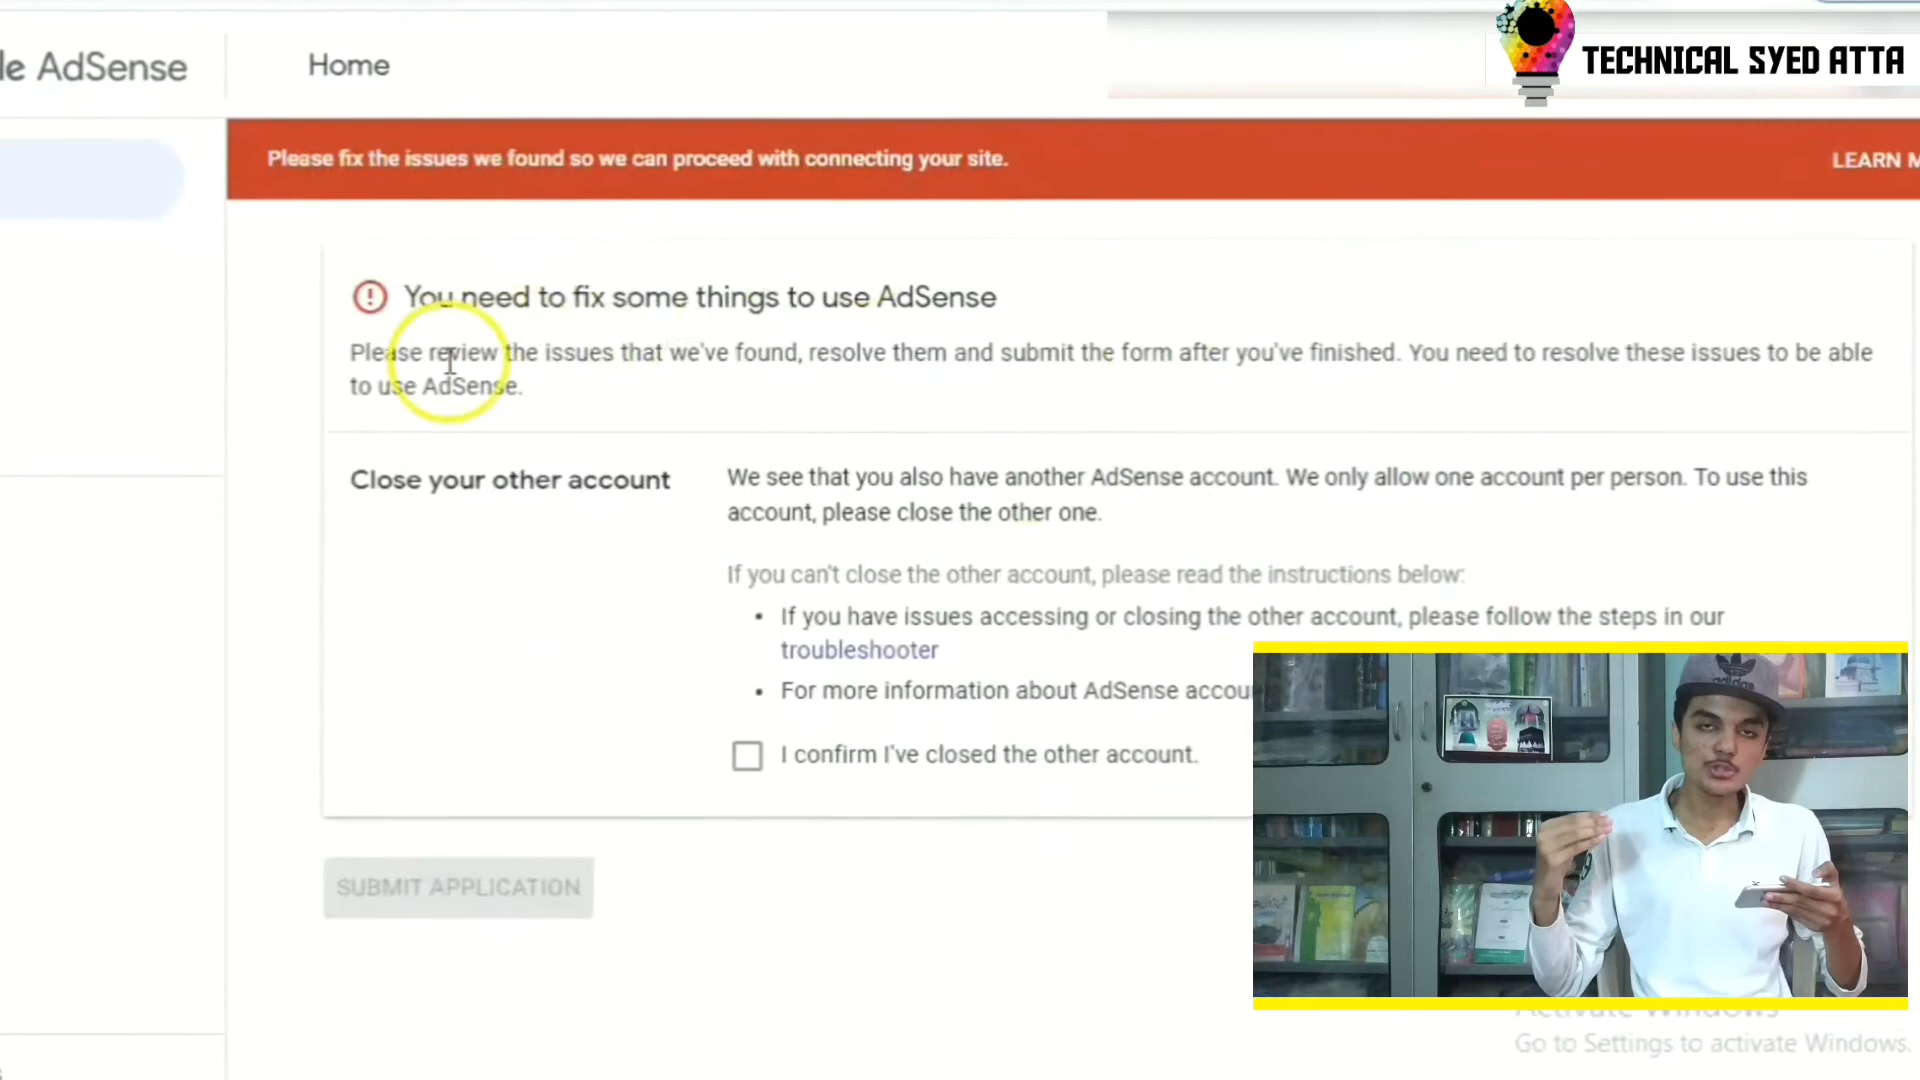 le AdSense
Home
TECHNICAL SYED ATTA
Please fix the issues we found so we can proceed with connecting your site.
LEARN M
You need to fix some things to use AdSense
Please review the issues that we've found, resolve them and submit the form after you've finished. You need to resolve these issues to be able
to use AdSense.
Close your other account
We see that you also have another AdSense account. We only allow one account per person. To use this
account, please close the other one.
If you can't close the other account, please read the instructions below:
• If you have issues accessing or closing the other account, please follow the steps in our
troubleshooter
• For more information about AdSense accou
I confirm I've closed the other account.
adidas
SUBMIT APPLICATION
Activate Windows
Go to Settings to activate Windows.